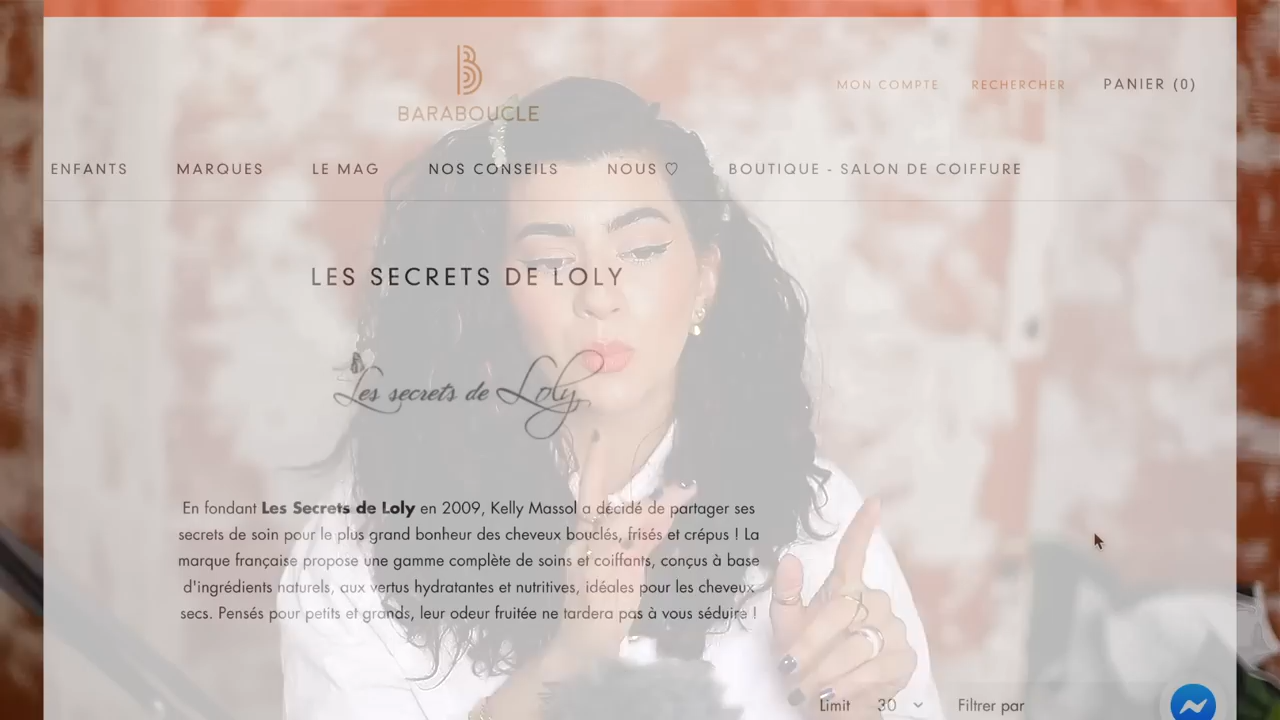 BARABOUCLE
MON COMPTE RECHERCHER PANIER (0)
ENFANTS MARQUES LE MAG NOS CONSEILS NOUS ♡ BOUTIQUE - SALON DE COIFFURE
LES SECRETS DE LOLY
Les secrets de Loly
En fondant Les Secrets de Loly en 2009, Kelly Massol a décidé de partager ses
secrets de soin pour le plus grand bonheur des cheveux bouclés, frisés et crépus ! La
marque française propose une gamme complète de soins et coiffants, conçus à base
d'ingrédients naturels, aux vertus hydratantes et nutritives, idéales pour les cheveux
secs. Pensés pour petits et grands, leur odeur fruitée ne tardera pas à vous séduire !
Limit 30 Filtrer par